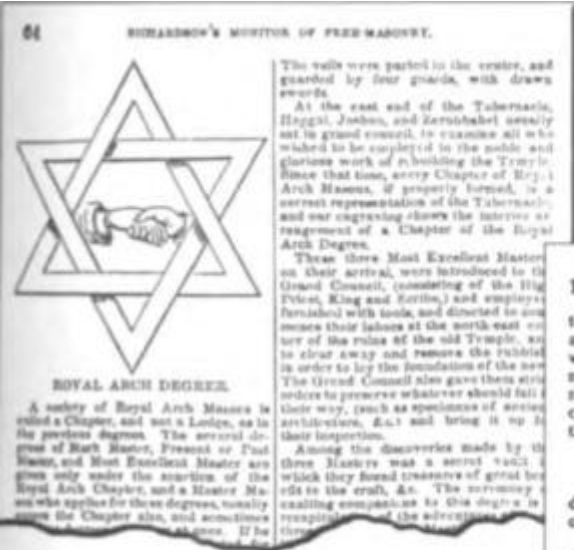 64
RICHARDSON'S MONITOR OF FREE-MASONRY.
ROYAL ARCH DEGREE.
A society of Royal Arch Masons is
called a Chapter, and not a Lodge, as in
the previous degrees. The several de-
grees of Mark Master, Present or Past
Master, and Most Excellent Master are
given only under the sanction of the
Royal Arch Chapter, and a Master Ma-
son who applies for these degrees, usually
enters the Chapter also, and sometimes
at once. If he
The veils were parted in the center, and
guarded by four guards, with drawn
swords.
At the east end of the Tabernacle,
Haggai, Joshua, and Zerubbabel usually
sat in grand council, to examine all who
wished to be employed in the noble and
glorious work of rebuilding the Temple.
Since that time, every Chapter of Royal
Arch Masons, if properly formed, is a
correct representation of the Tabernacle,
and our engraving shows the interior ar-
rangement of a Chapter of the Royal
Arch Degree.
These three Most Excellent Masters
on their arrival, were introduced to the
Grand Council, (consisting of the High
Priest, King and Scribe,) and employed
furnished with tools, and directed to com-
mence their labors at the north-east cor-
ner of the ruins of the old Temple, and
to clear away and remove the rubbish
in order to lay the foundation of the new
The Grand Council also gave them strict
orders to preserve whatever should fall i
their way, (such as specimens of ancient
architecture, &c.) and bring it up fo
their inspection.
Among the discoveries made by th
three Masters was a secret vault i
which they found treasures of great ben
efit to the craft, &c. The ceremony o
exalting companions to this degree is
of the adventures
three